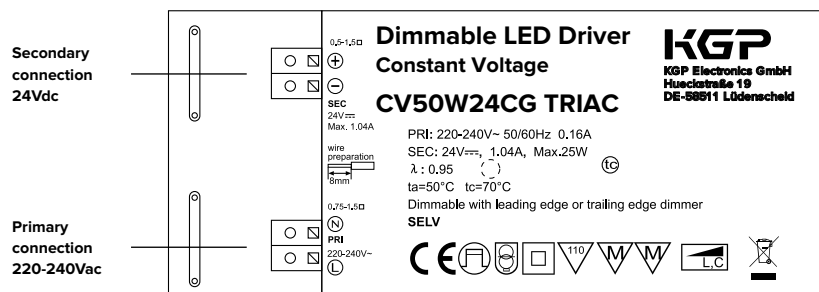 Secondary
connection
24Vdc
Primary
connection
220-240Vac
0.5-1.5□
+
−
SEC
24V⎓
Max. 1.04A
wire
preparation
8mm
0.75-1.5□
N
PRI
220-240V~
L
Dimmable LED Driver
Constant Voltage
CV50W24CG TRIAC
KGP
KGP Electronics GmbH
Hueckstraße 19
DE-58511 Lüdenscheid
PRI: 220-240V~ 50/60Hz 0.16A
SEC: 24V⎓, 1.04A, Max.25W
λ : 0.95
tc
ta=50°C tc=70°C
Dimmable with leading edge or trailing edge dimmer
SELV
CE 110 M M L,C